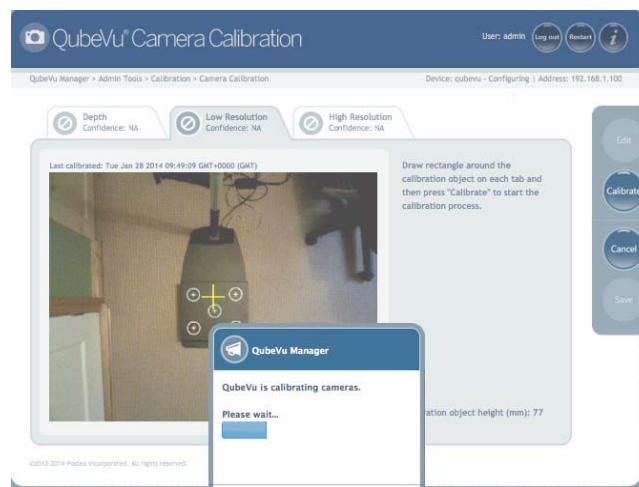 QubeVu® Camera Calibration
User: admin
Log out
Restart
i
QubeVu Manager > Admin Tools > Calibration > Camera Calibration
Device: qubevu - Configuring | Address: 192.168.1.100
Depth
Confidence: NA
Low Resolution
Confidence: NA
High Resolution
Confidence: NA
Edit
Calibrate
Cancel
Save
Last calibrated: Tue Jan 28 2014 09:49:09 GMT+0000 (GMT)
Draw rectangle around the
calibration object on each tab and
then press "Calibrate" to start the
calibration process.
QubeVu Manager
QubeVu is calibrating cameras.
Please wait...
ration object height (mm): 77
©2012-2014 Postea Incorporated. All rights reserved.